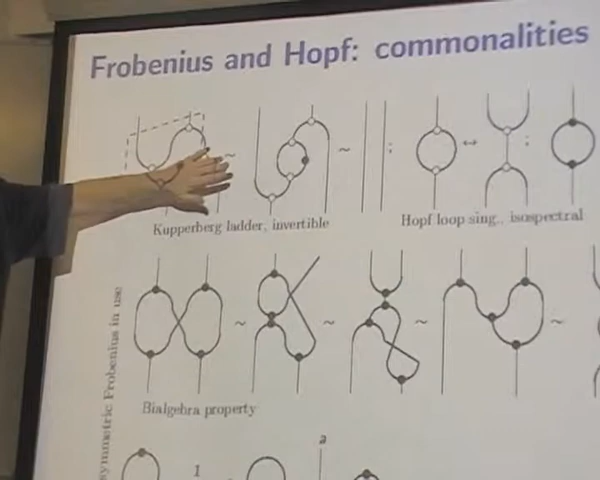 Frobenius and Hopf: commonalities
~ ~ : ↔ :
Kupperberg ladder, invertible
Hopf loop sing., isospectral
~ ~ ~ ~
symmetric Frobenius in use
Bialgebra property
1
a